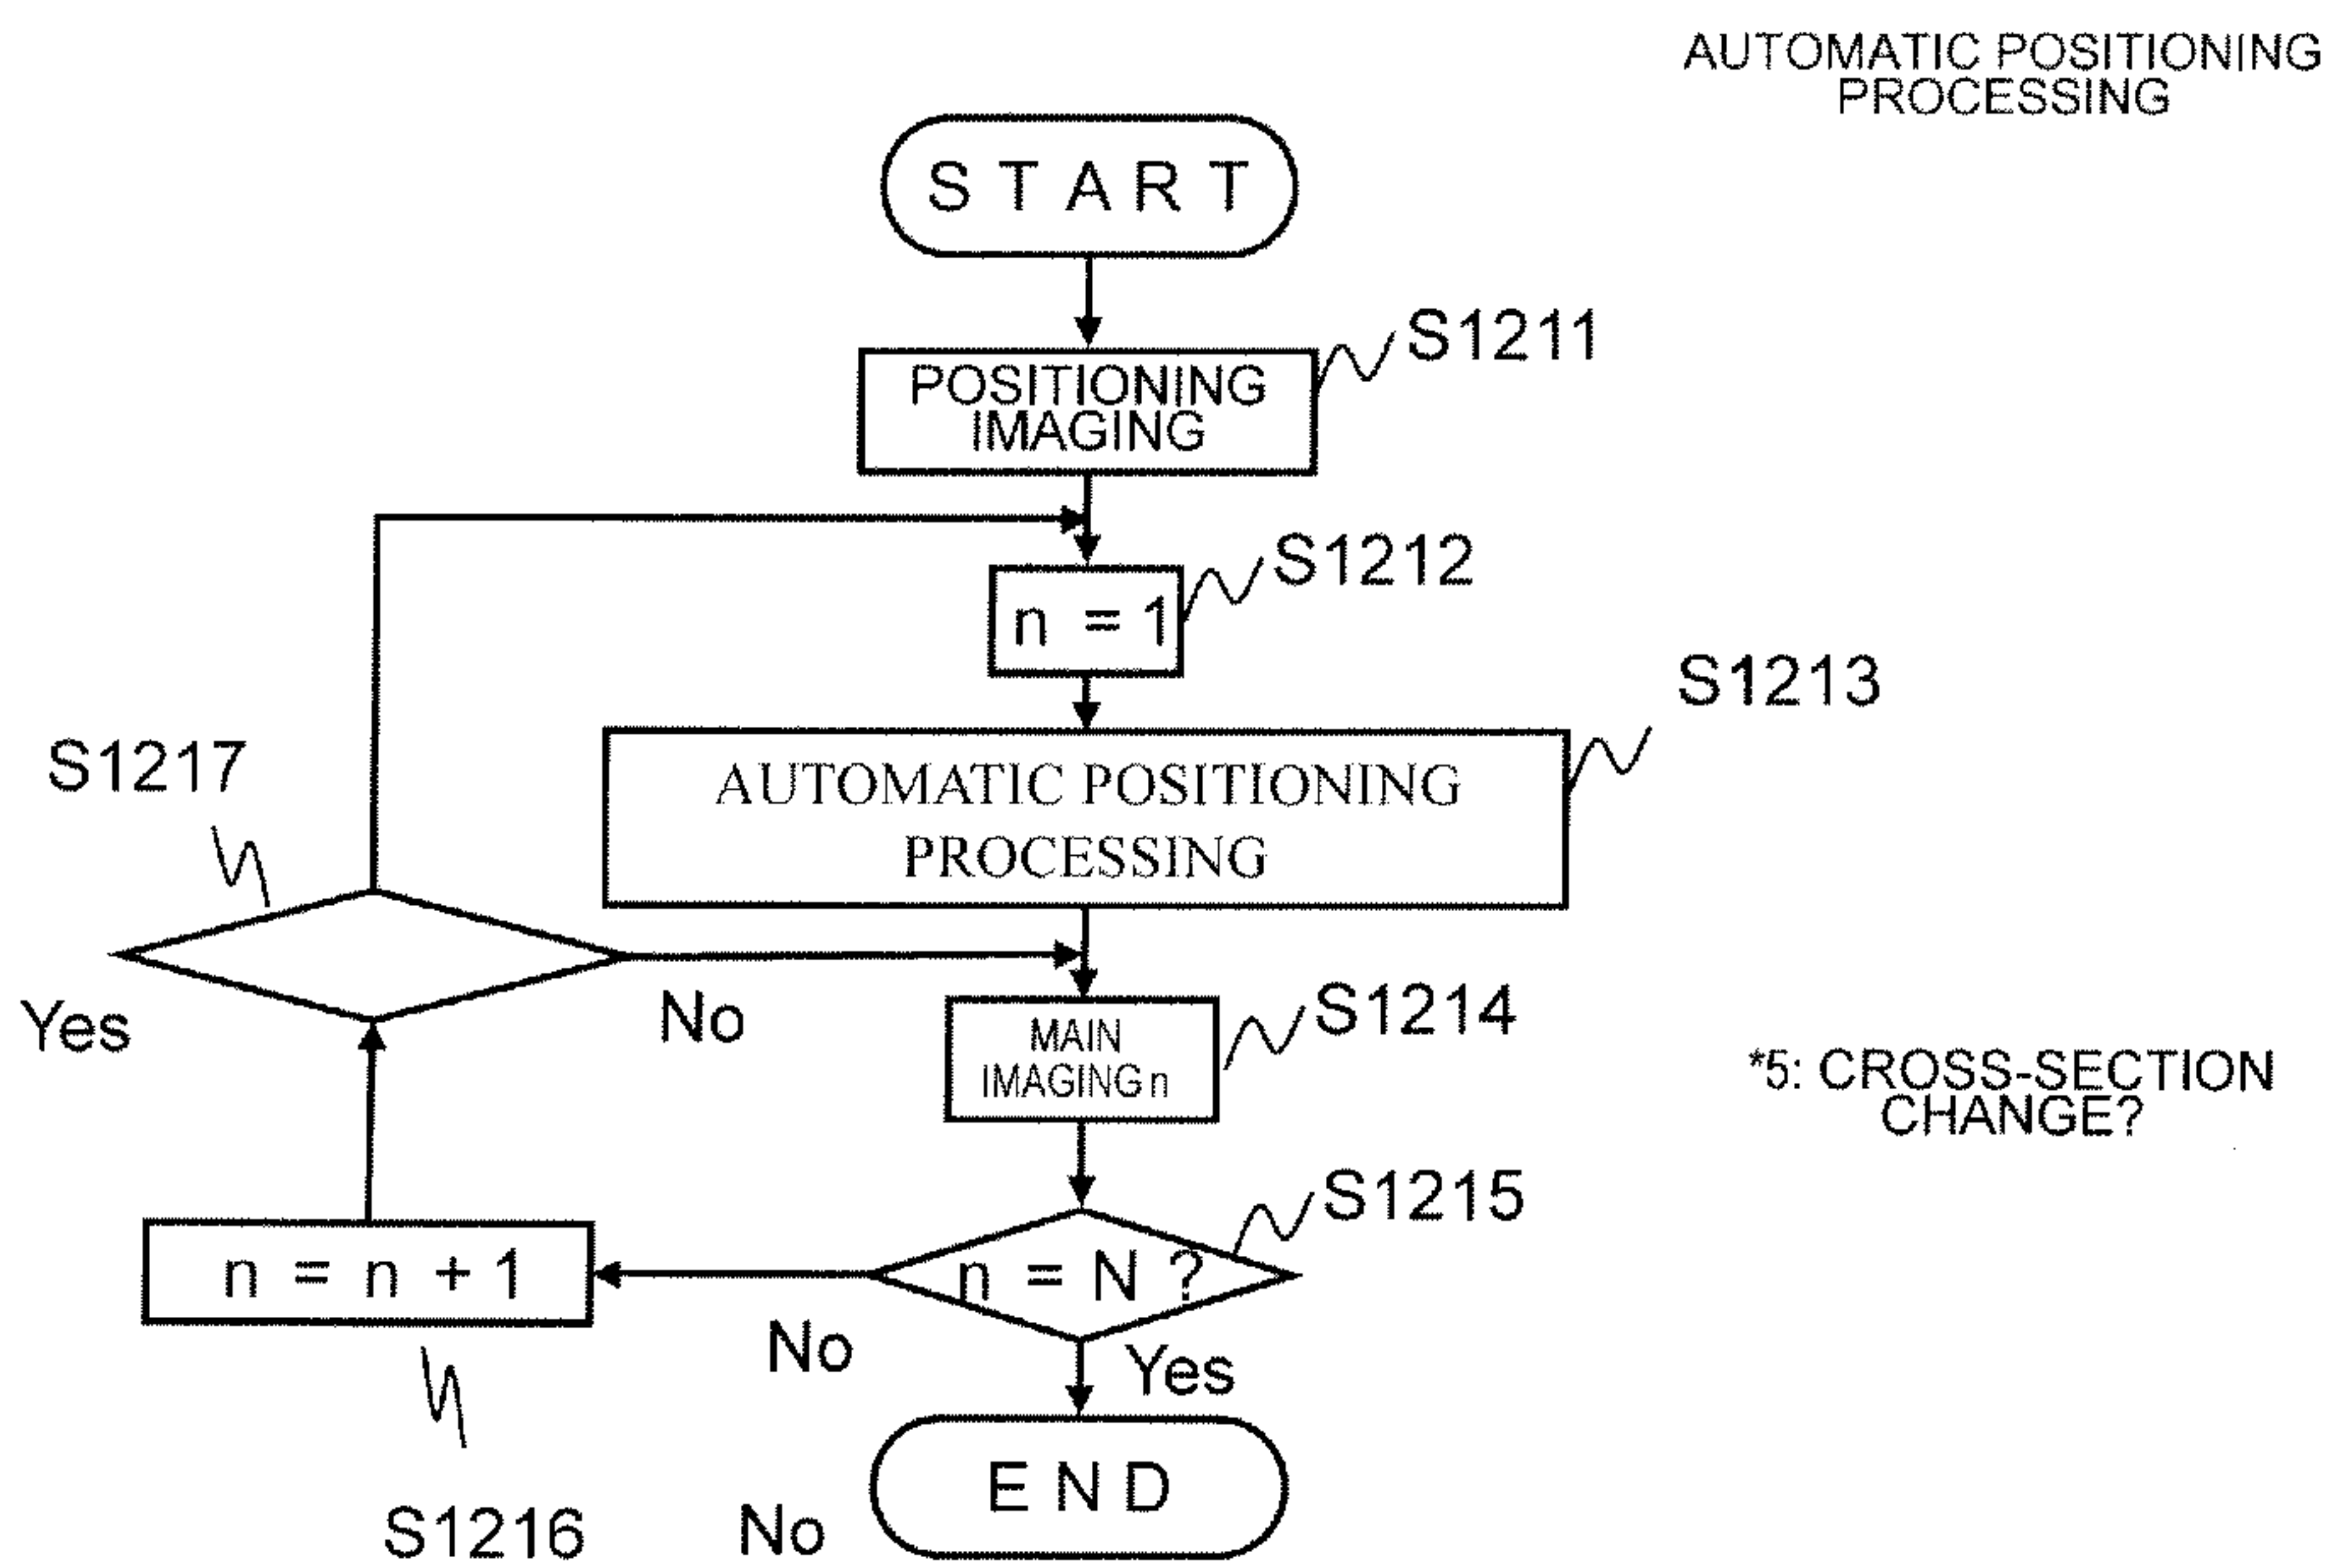 AUTOMATIC POSITIONING
PROCESSING
START
S1211
POSITIONING
IMAGING
S1212
n = 1
S1213
AUTOMATIC POSITIONING
PROCESSING
S1217
Yes
No
S1214
MAIN
IMAGING n
*5: CROSS-SECTION
CHANGE?
S1215
n = N ?
n = n + 1
No
Yes
END
S1216
No